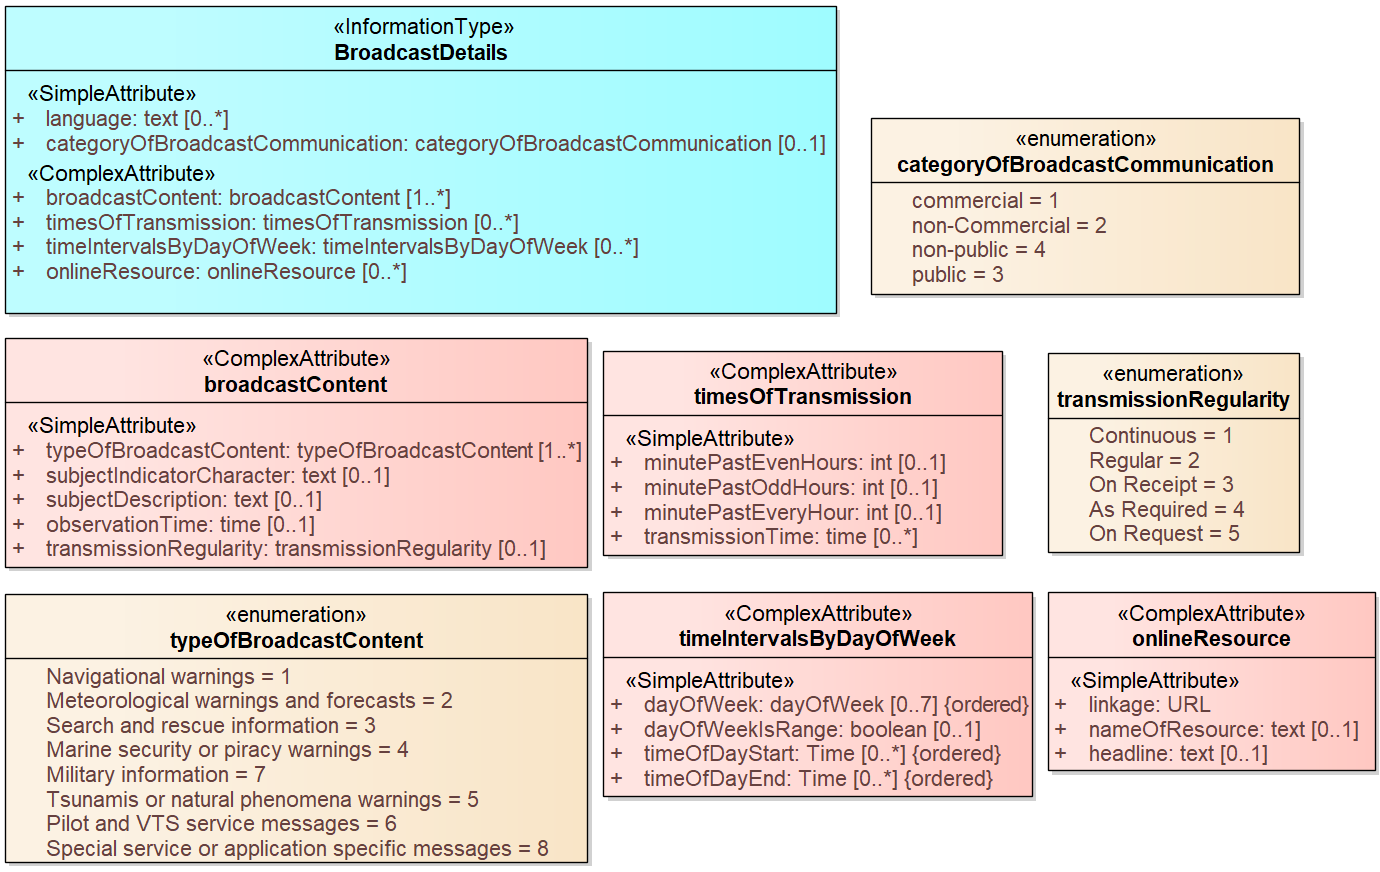 «InformationType»
BroadcastDetails
«SimpleAttribute»
+ language: text [0..*]
+ categoryOfBroadcastCommunication: categoryOfBroadcastCommunication [0..1]
«ComplexAttribute»
+ broadcastContent: broadcastContent [1..*]
+ timesOfTransmission: timesOfTransmission [0..*]
+ timeIntervalsByDayOfWeek: timeIntervalsByDayOfWeek [0..*]
+ onlineResource: onlineResource [0..*]
«enumeration»
categoryOfBroadcastCommunication
commercial = 1
non-Commercial = 2
non-public = 4
public = 3
«ComplexAttribute»
broadcastContent
«SimpleAttribute»
+ typeOfBroadcastContent: typeOfBroadcastContent [1..*]
+ subjectIndicatorCharacter: text [0..1]
+ subjectDescription: text [0..1]
+ observationTime: time [0..1]
+ transmissionRegularity: transmissionRegularity [0..1]
«ComplexAttribute»
timesOfTransmission
«SimpleAttribute»
+ minutePastEvenHours: int [0..1]
+ minutePastOddHours: int [0..1]
+ minutePastEveryHour: int [0..1]
+ transmissionTime: time [0..*]
«enumeration»
transmissionRegularity
Continuous = 1
Regular = 2
On Receipt = 3
As Required = 4
On Request = 5
«enumeration»
typeOfBroadcastContent
Navigational warnings = 1
Meteorological warnings and forecasts = 2
Search and rescue information = 3
Marine security or piracy warnings = 4
Military information = 7
Tsunamis or natural phenomena warnings = 5
Pilot and VTS service messages = 6
Special service or application specific messages = 8
«ComplexAttribute»
timeIntervalsByDayOfWeek
«SimpleAttribute»
+ dayOfWeek: dayOfWeek [0..7] {ordered}
+ dayOfWeekIsRange: boolean [0..1]
+ timeOfDayStart: Time [0..*] {ordered}
+ timeOfDayEnd: Time [0..*] {ordered}
«ComplexAttribute»
onlineResource
«SimpleAttribute»
+ linkage: URL
+ nameOfResource: text [0..1]
+ headline: text [0..1]